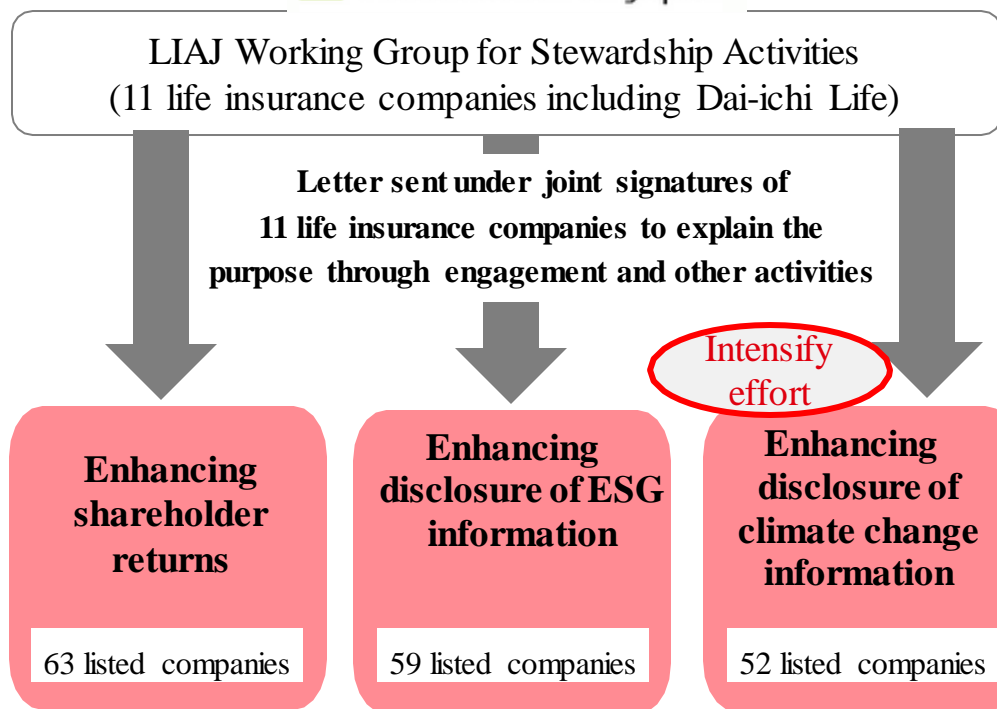 LIAJ Working Group for Stewardship Activities
(11 life insurance companies including Dai-ichi Life)
Letter sent under joint signatures of
11 life insurance companies to explain the
purpose through engagement and other activities
Intensify
effort
Enhancing
shareholder
returns
63 listed companies
Enhancing
disclosure of ESG
information
59 listed companies
Enhancing
disclosure of
climate change
information
52 listed companies